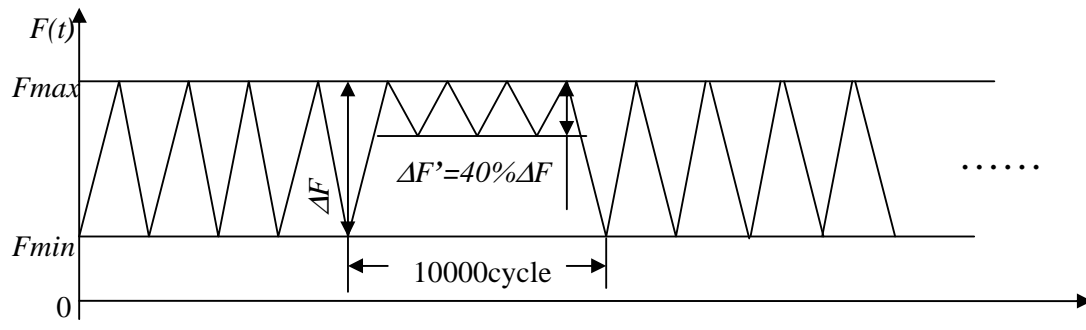 F(t)
Fmax
ΔF'=40%ΔF
ΔF
Fmin
10000cycle
0
......